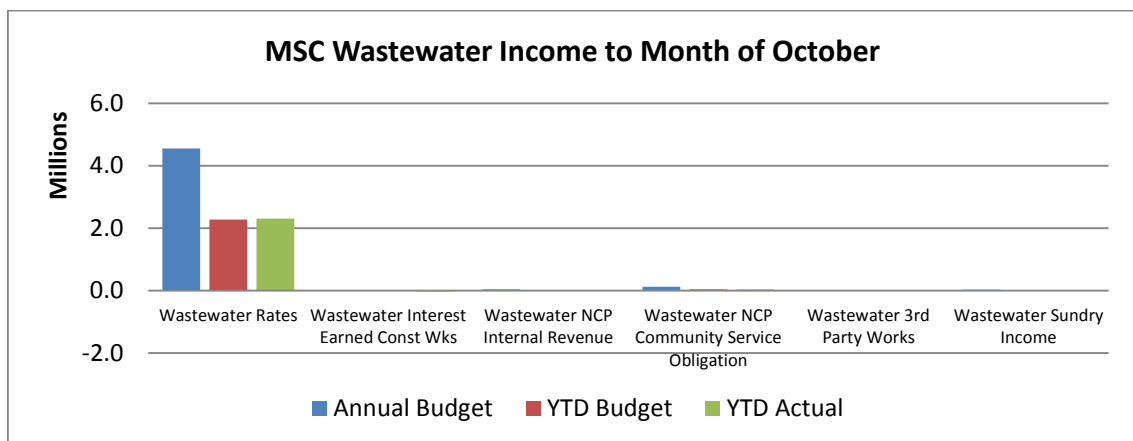 MSC Wastewater Income to Month of October
Millions
6.0
4.0
2.0
0.0
-2.0
Wastewater Rates
Wastewater Interest
Earned Const Wks
Wastewater NCP
Internal Revenue
Wastewater NCP
Community Service
Obligation
Wastewater 3rd
Party Works
Wastewater Sundry
Income
Annual Budget
YTD Budget
YTD Actual